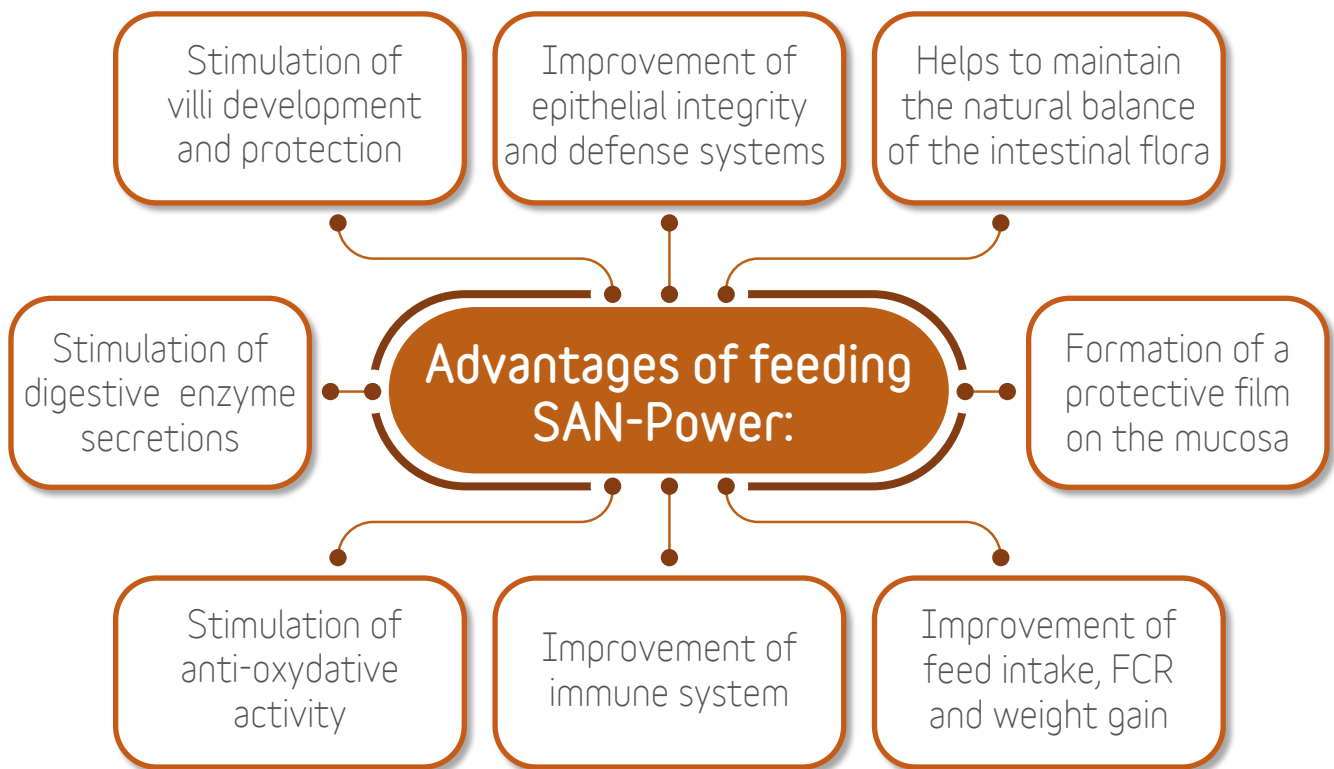 Stimulation of
villi development
and protection
Improvement of
epithelial integrity
and defense systems
Helps to maintain
the natural balance
of the intestinal flora
Stimulation of
digestive enzyme
secretions
Advantages of feeding
SAN-Power:
Formation of a
protective film
on the mucosa
Stimulation of
anti-oxydative
activity
Improvement of
immune system
Improvement of
feed intake, FCR
and weight gain